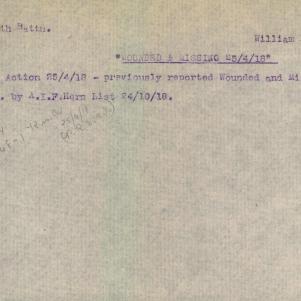 th Battn.
William
"WOUNDED & MISSING 25/4/18"
Action 25/4/18 - previously reported Wounded and Mi
. by A.I.F.Hqrn List 24/10/18.